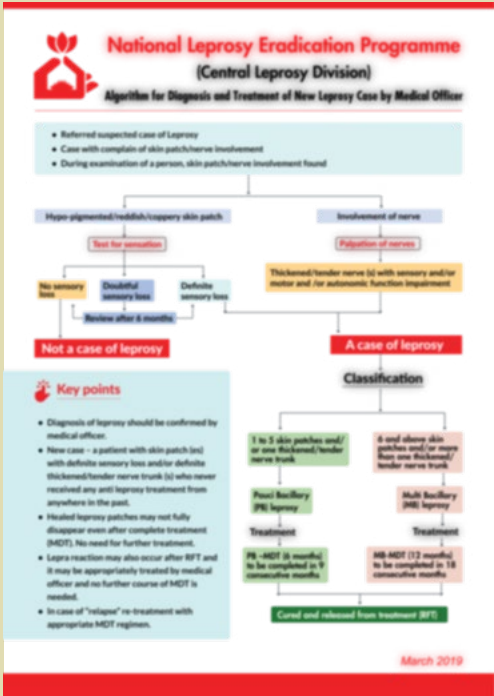 National Leprosy Eradication Programme
(Central Leprosy Division)
Algorithm for Diagnosis and Treatment of New Leprosy Case by Medical Officer
● Referred suspected case of Leprosy
● Case with complain of skin patch/nerve involvement
● During examination of a person, skin patch/nerve involvement found
Hypo-pigmented/reddish/coppery skin patch
Involvement of nerve
Test for sensation
Palpation of nerves
No sensory
loss
Doubtful
sensory loss
Definite
sensory loss
Thickened/tender nerve (s) with sensory and/or
motor and /or autonomic function impairment
Review after 6 months
Not a case of leprosy
A case of leprosy
Classification
1 to 5 skin patches and/
or one thickened/tender
nerve trunk
6 and above skin
patches and/or more
than one thickened/
tender nerve trunk
Pauci Bacillary
(PB) leprosy
Multi Bacillary
(MB) leprosy
Treatment
Treatment
PB -MDT (6 months)
to be completed in 9
consecutive months
MB-MDT (12 months)
to be completed in 18
consecutive months
Cured and released from treatment (RFT)
Key points
● Diagnosis of leprosy should be confirmed by
medical officer.
● New case – a patient with skin patch (es)
with definite sensory loss and/or definite
thickened/tender nerve trunk (s) who never
received any anti leprosy treatment from
anywhere in the past.
● Healed leprosy patches may not fully
disappear even after complete treatment
(MDT). No need for further treatment.
● Lepra reaction may also occur after RFT and
it may be appropriately treated by medical
officer and no further course of MDT is
needed.
● In case of "relapse" re-treatment with
appropriate MDT regimen.
March 2019